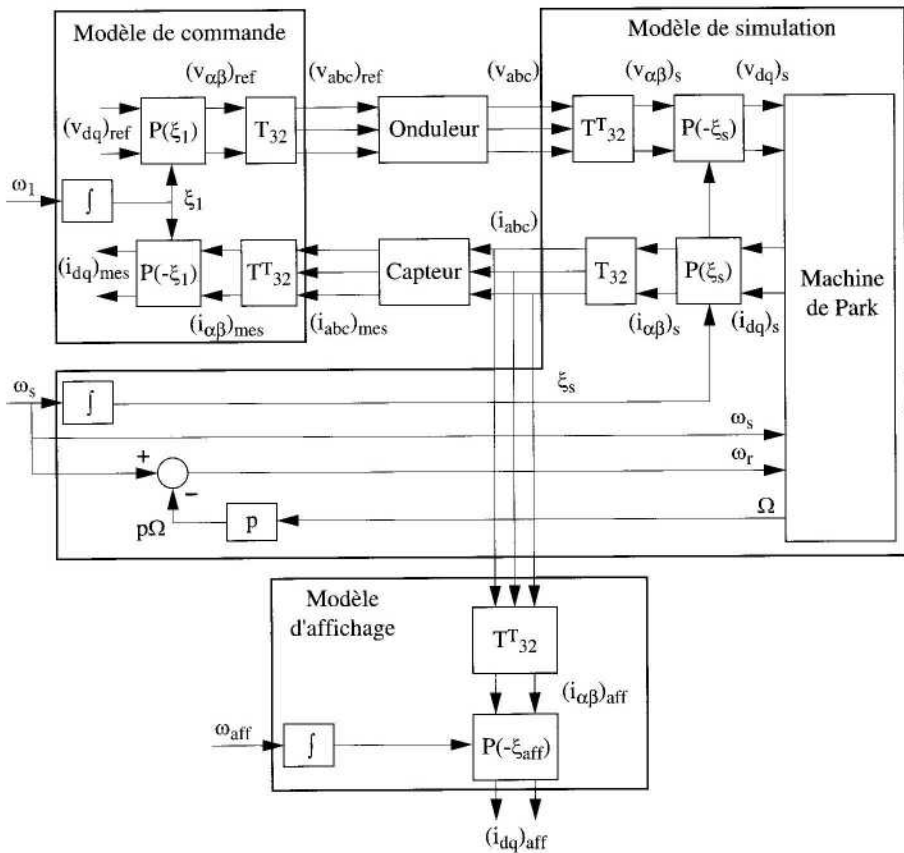 Modèle de commande
Modèle de simulation
(vαβ)ref
(vabc)ref
(vabc)
(vαβ)s
(vdq)s
(vdq)ref
P(ξ1)
T32
Onduleur
TT32
P(-ξs)
ω1
∫
ξ1
(iabc)
(idq)mes
P(-ξ1)
TT32
Capteur
T32
P(ξs)
Machine
de Park
(iαβ)mes
(iabc)mes
(iαβ)s
(idq)s
ωs
∫
ξs
ωs
+
ωr
−
pΩ
p
Ω
Modèle
d'affichage
TT32
(iαβ)aff
ωaff
∫
P(-ξaff)
(idq)aff